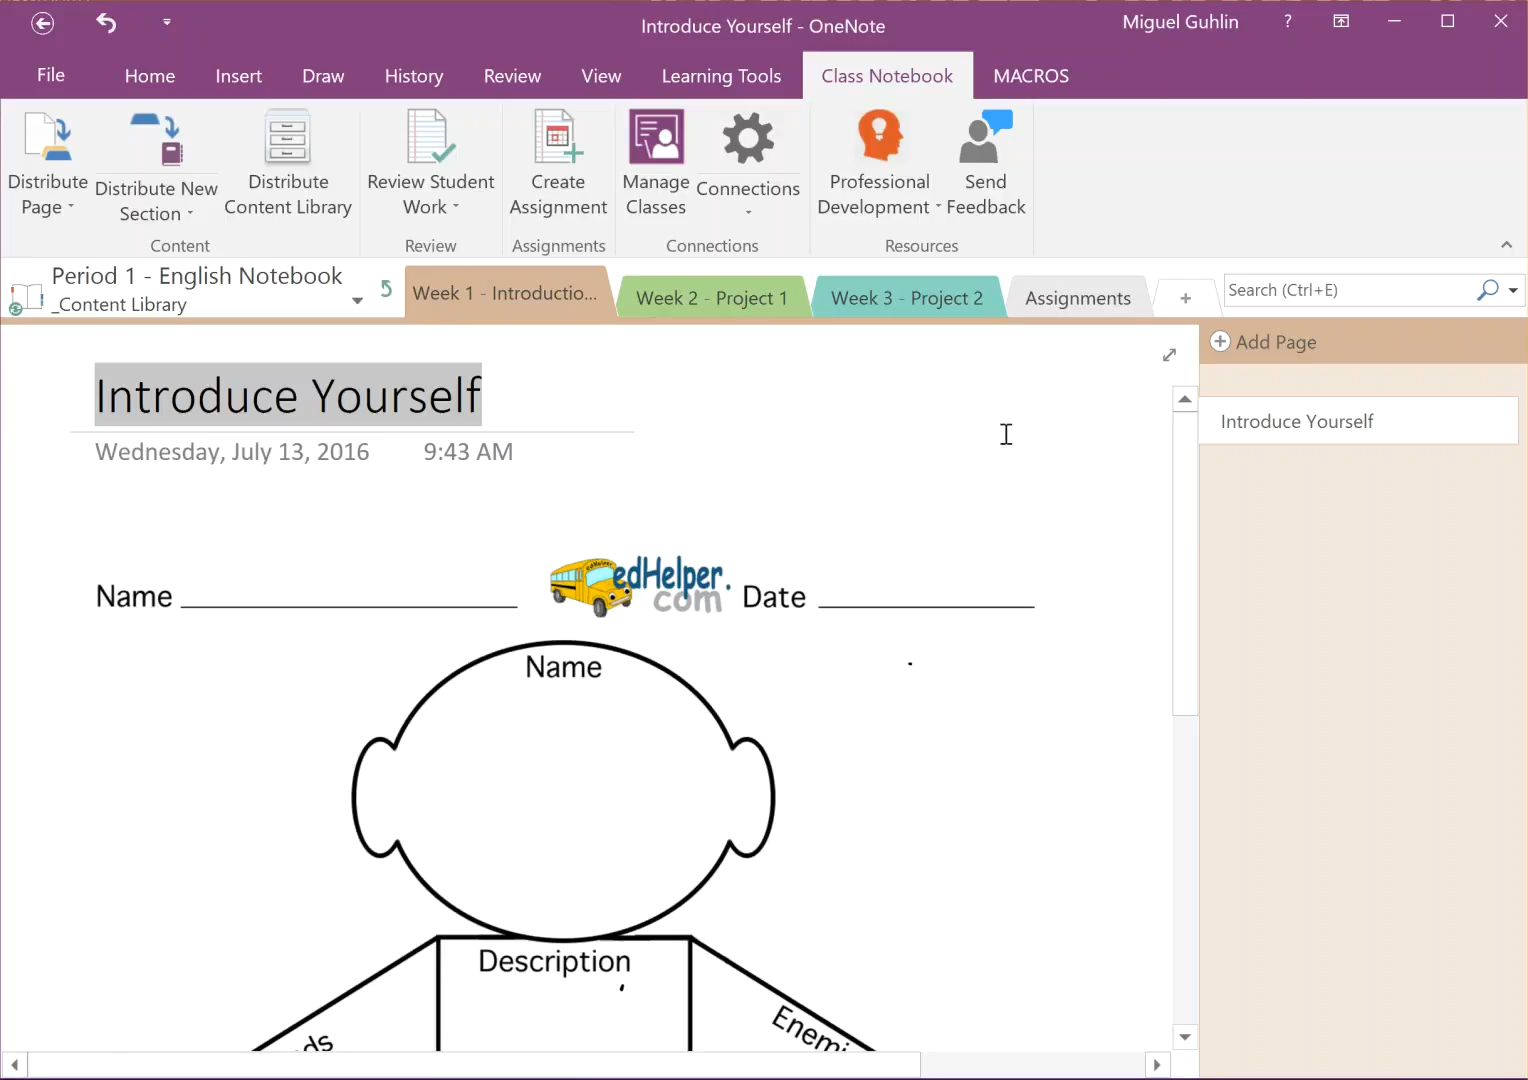 Introduce Yourself - OneNote
Miguel Guhlin
?
File
Home
Insert
Draw
History
Review
View
Learning Tools
Class Notebook
MACROS
Distribute
Page
Distribute New
Section
Distribute
Content Library
Content
Review Student
Work
Review
Create
Assignment
Assignments
Manage
Classes
Connections
Connections
Professional
Development
Send
Feedback
Resources
Period 1 - English Notebook
_Content Library
Week 1 - Introductio...
Week 2 - Project 1
Week 3 - Project 2
Assignments
+
Search (Ctrl+E)
Add Page
Introduce Yourself
Introduce Yourself
Wednesday, July 13, 2016 9:43 AM
Name
edHelper.
com
Date
Name
Description
ds
Enemi